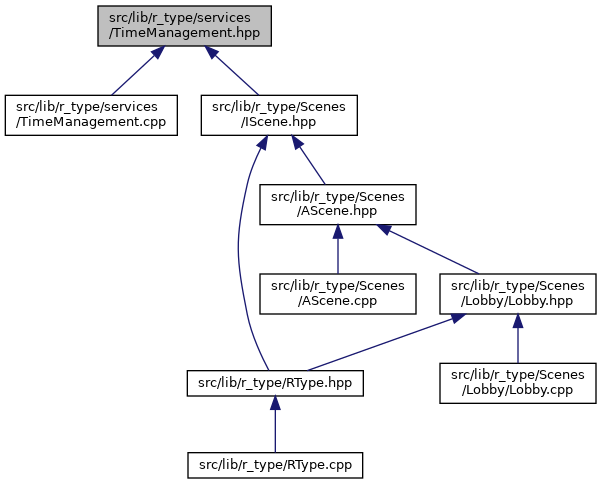 src/lib/r_type/services
/TimeManagement.hpp
src/lib/r_type/services
/TimeManagement.cpp
src/lib/r_type/Scenes
/IScene.hpp
src/lib/r_type/Scenes
/AScene.hpp
src/lib/r_type/Scenes
/AScene.cpp
src/lib/r_type/Scenes
/Lobby/Lobby.hpp
src/lib/r_type/RType.hpp
src/lib/r_type/Scenes
/Lobby/Lobby.cpp
src/lib/r_type/RType.cpp